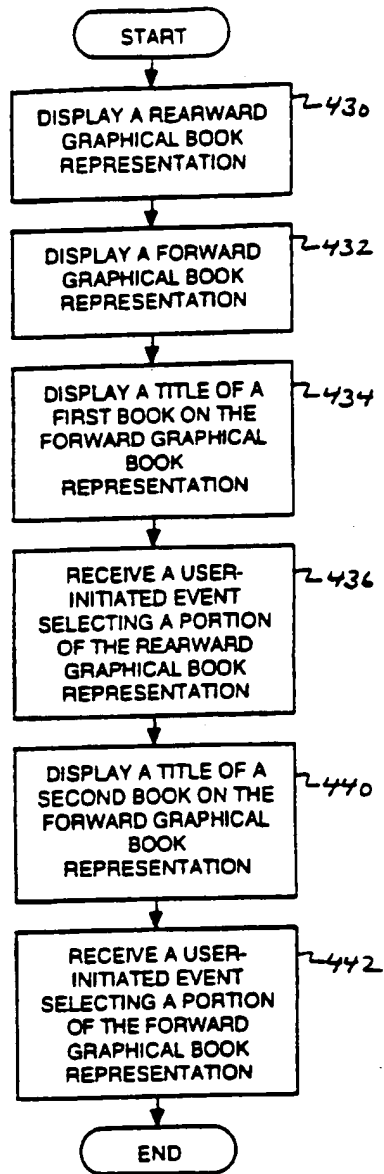 START
DISPLAY A REARWARD
GRAPHICAL BOOK
REPRESENTATION
430
DISPLAY A FORWARD
GRAPHICAL BOOK
REPRESENTATION
432
DISPLAY A TITLE OF A
FIRST BOOK ON THE
FORWARD GRAPHICAL
BOOK
REPRESENTATION
434
RECEIVE A USER-
INITIATED EVENT
SELECTING A PORTION
OF THE REARWARD
GRAPHICAL BOOK
REPRESENTATION
436
DISPLAY A TITLE OF A
SECOND BOOK ON THE
FORWARD GRAPHICAL
BOOK
REPRESENTATION
440
RECEIVE A USER-
INITIATED EVENT
SELECTING A PORTION
OF THE FORWARD
GRAPHICAL BOOK
REPRESENTATION
442
END